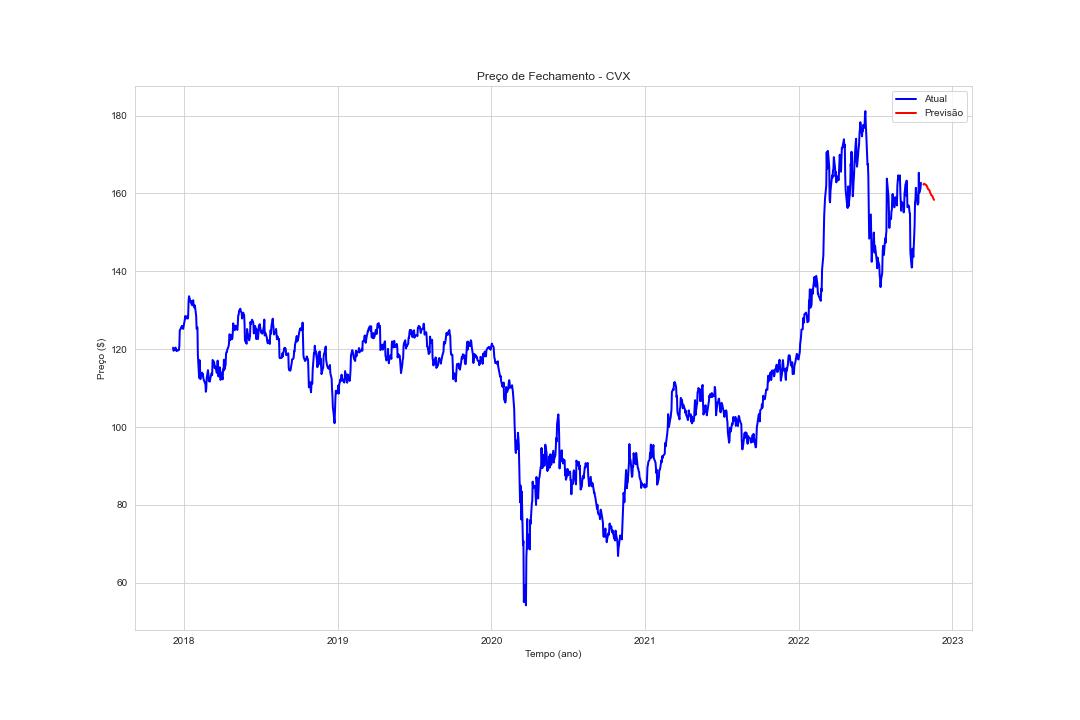 Preço de Fechamento - CVX
Atual
Previsão
180
160
140
120
100
80
60
Preço ($)
2018
2019
2020
2021
2022
2023
Tempo (ano)